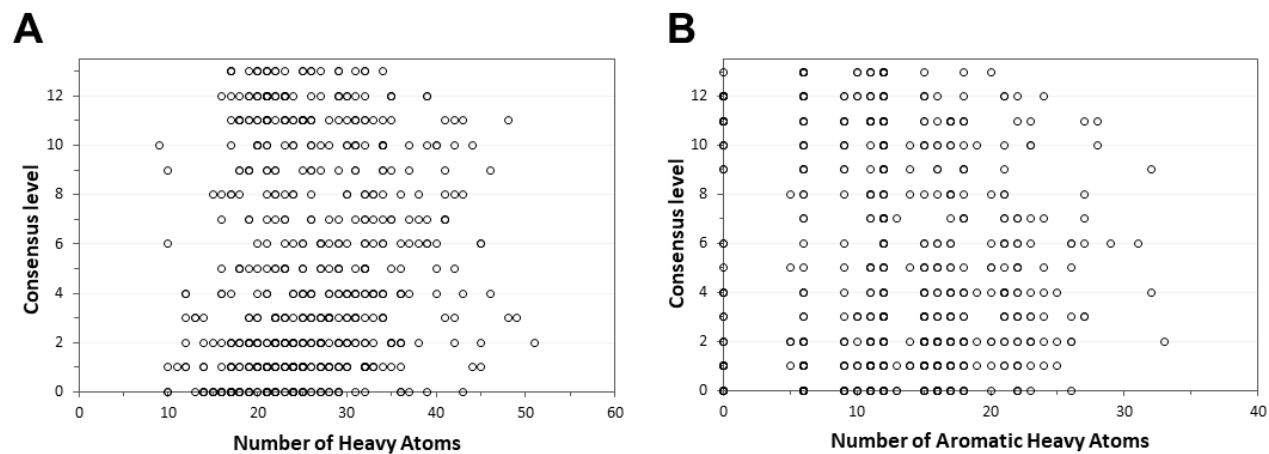 A
B
Consensus level
12
10
8
6
4
2
0
0 10 20 30 40 50 60
Number of Heavy Atoms
Consensus level
12
10
8
6
4
2
0
0 10 20 30 40
Number of Aromatic Heavy Atoms